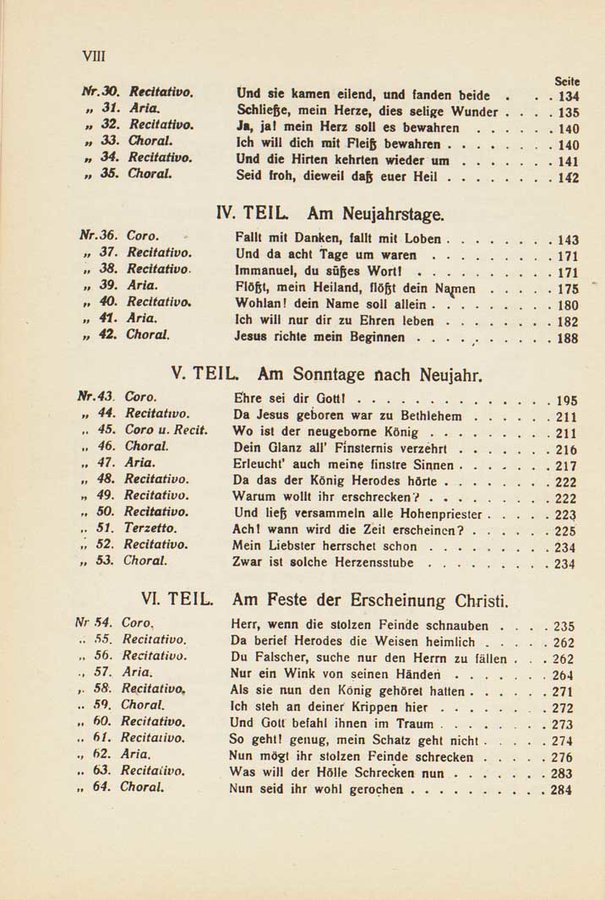 VIII
Seite
Nr.30. Recitativo. Und sie kamen eilend, und fanden beide . . . 134
„ 31. Aria. Schließe, mein Herze, dies selige Wunder . . . . 135
„ 32. Recitativo. Ja, ja! mein Herz soll es bewahren . . . . . . 140
„ 33. Choral. Ich will dich mit Fleiß bewahren . . . . . . . . 140
„ 34. Recitativo. Und die Hirten kehrten wieder um . . . . . . . 141
„ 35. Choral. Seid froh, dieweil daß euer Heil . . . . . . . . 142
IV. TEIL. Am Neujahrstage.
Nr.36. Coro. Fallt mit Danken, fallt mit Loben . . . . . . . . 143
„ 37. Recitativo. Und da acht Tage um waren . . . . . . . . 171
„ 38. Recitativo. Immanuel, du süßes Wort! . . . . . . . . . 171
„ 39. Aria. Flößt, mein Heiland, flößt dein Namen . . . . . 175
„ 40. Recitativo. Wohlan! dein Name soll allein . . . . . . . . . 180
„ 41. Aria. Ich will nur dir zu Ehren leben . . . . . . . . 182
„ 42. Choral. Jesus richte mein Beginnen . . . . . . . . . 188
V. TEIL. Am Sonntage nach Neujahr.
Nr.43. Coro. Ehre sei dir Gott! . . . . . . . . . . . . . 195
„ 44. Recitativo. Da Jesus geboren war zu Bethlehem . . . . . . 211
„ 45. Coro u. Recit. Wo ist der neugeborne König . . . . . . . . 211
„ 46. Choral. Dein Glanz all' Finsternis verzehrt . . . . . . . 216
„ 47. Aria. Erleucht' auch meine finstre Sinnen . . . . . . . 217
„ 48. Recitativo. Da das der König Herodes hörte . . . . . . . . 222
„ 49. Recitativo. Warum wollt ihr erschrecken? . . . . . . . . . 222
„ 50. Recitativo. Und ließ versammeln alle Hohenpriester . . . . . 223
„ 51. Terzetto. Ach! wann wird die Zeit erscheinen? . . . . . . 225
„ 52. Recitativo. Mein Liebster herrschet schon . . . . . . . . . 234
„ 53. Choral. Zwar ist solche Herzensstube . . . . . . . . . 234
VI. TEIL. Am Feste der Erscheinung Christi.
Nr 54. Coro. Herr, wenn die stolzen Feinde schnauben . . . . 235
„ 55. Recitativo. Da berief Herodes die Weisen heimlich . . . . . 262
„ 56. Recitativo. Du Falscher, suche nur den Herrn zu fällen . . . 262
„ 57. Aria. Nur ein Wink von seinen Händen . . . . . . . 264
„ 58. Recitativo. Als sie nun den König gehöret hatten . . . . . . 271
„ 59. Choral. Ich steh an deiner Krippen hier . . . . . . . . 272
„ 60. Recitativo. Und Gott befahl ihnen im Traum . . . . . . . 273
„ 61. Recitativo. So geht! genug, mein Schatz geht nicht . . . . . 274
„ 62. Aria. Nun mögt ihr stolzen Feinde schrecken . . . . . 276
„ 63. Recitativo. Was will der Hölle Schrecken nun . . . . . . . 283
„ 64. Choral. Nun seid ihr wohl gerochen . . . . . . . . . . 284